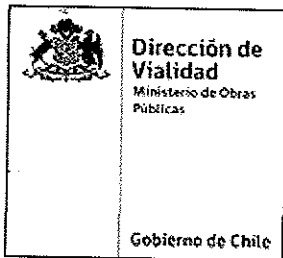 Dirección de
Vialidad
Ministerio de Obras
Públicas
Gobierno de Chile